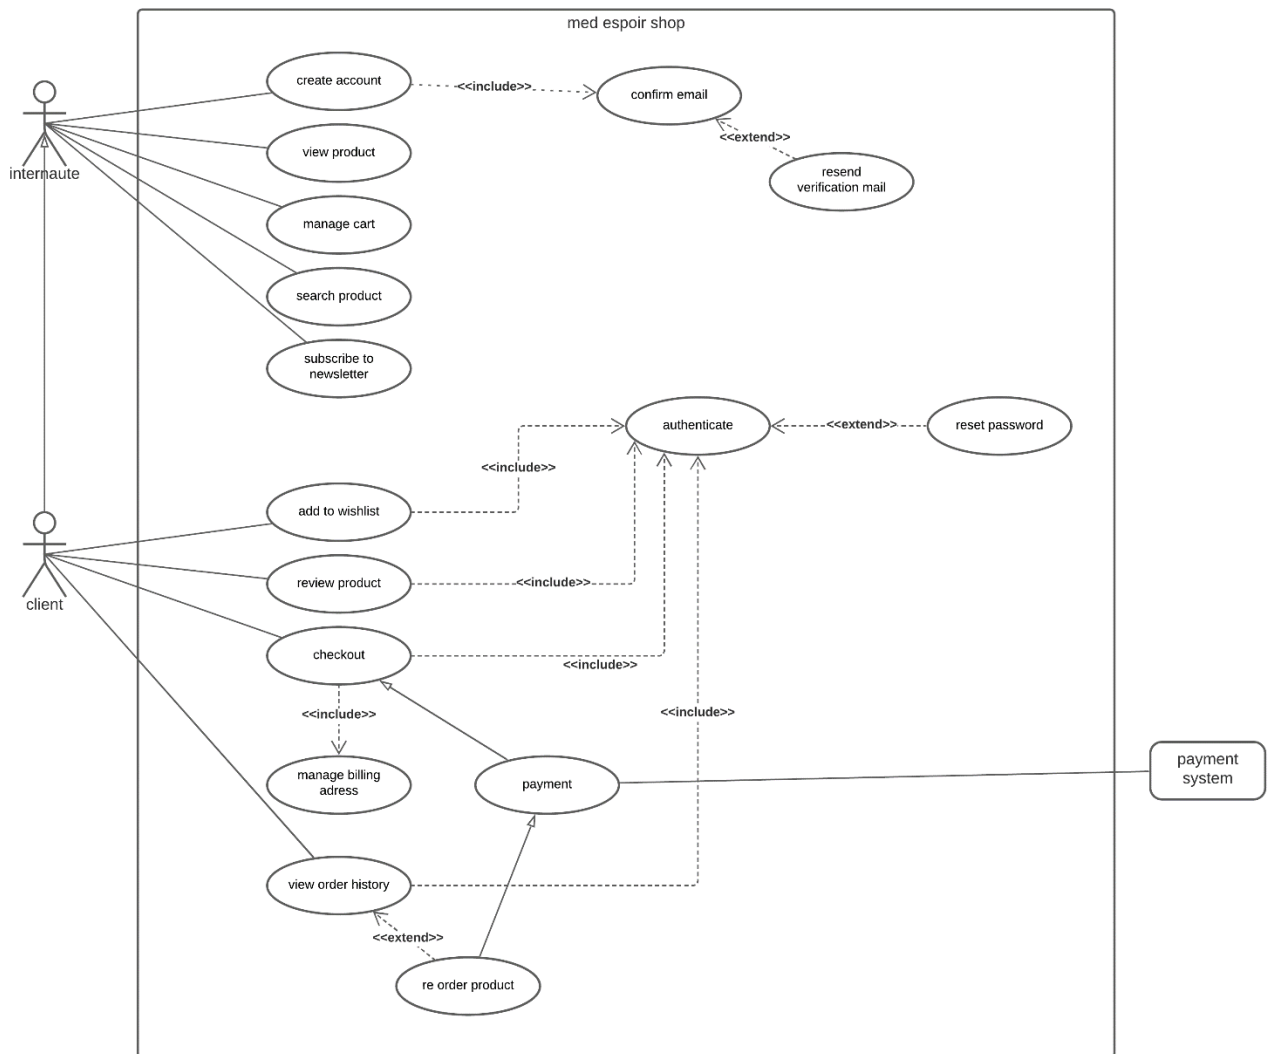 med espoir shop
create account
<<include>>
confirm email
<<extend>>
resend
verification mail
view product
internaute
manage cart
search product
subscribe to
newsletter
authenticate
<<extend>>
reset password
<<include>>
add to wishlist
client
review product
<<include>>
checkout
<<include>>
<<include>>
<<include>>
manage billing
adress
payment
payment
system
view order history
<<extend>>
re order product